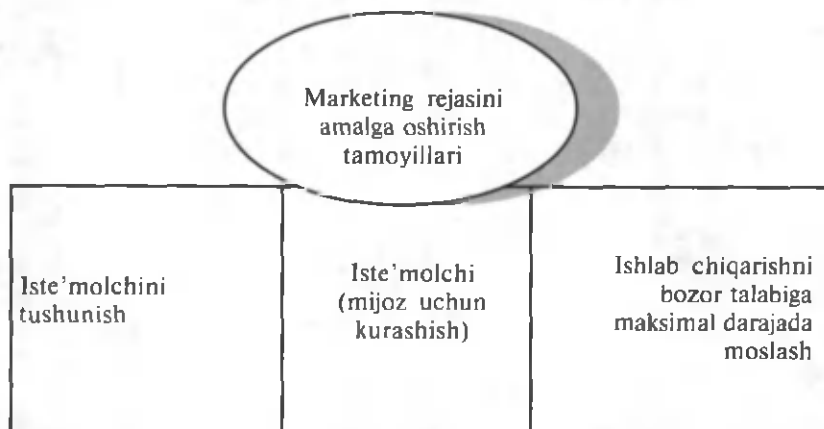 Marketing rejasini
amalga oshirish
tamoyillari
Iste’molchini
tushunish
Iste’molchi
(mijoz uchun
kurashish)
Ishlab chiqarishni
bozor talabiga
maksimal darajada
moslash